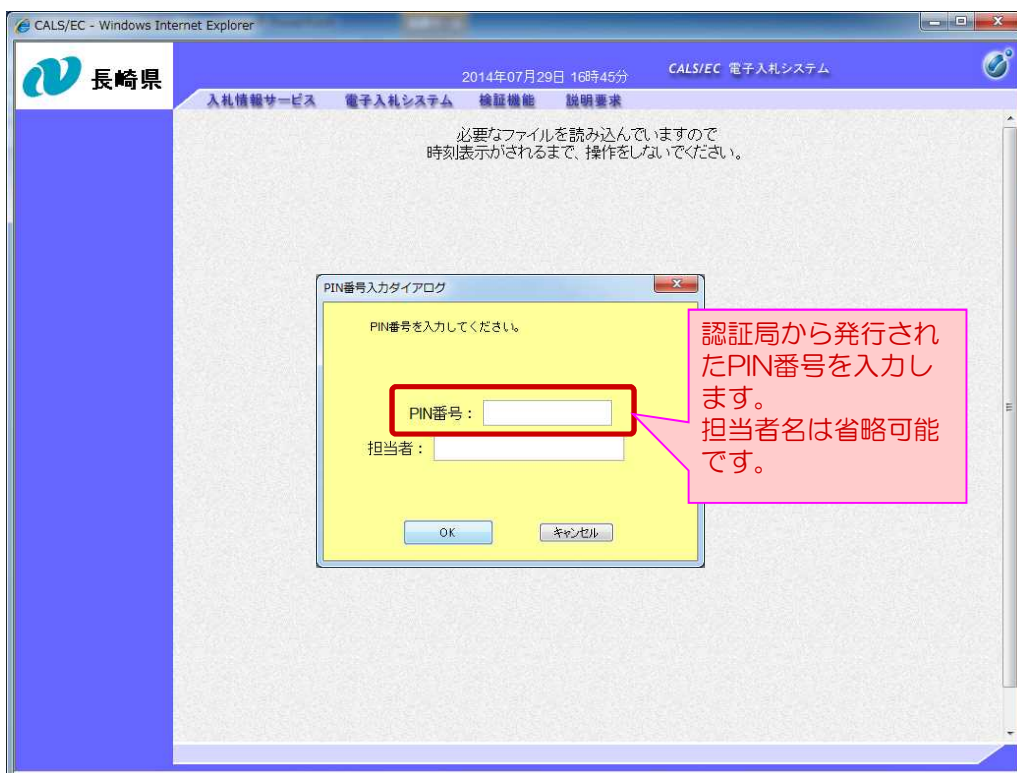 CALS/EC - Windows Internet Explorer
長崎県
2014年07月29日 16時45分
CALS/EC 電子入札システム
入札情報サービス 電子入札システム 検証機能 説明要求
必要なファイルを読み込んでいますので
時刻表示がされるまで、操作をしないでください。
PIN番号入力ダイアログ
PIN番号を入力してください。
PIN番号：
担当者：
OK キャンセル
認証局から発行され
たPIN番号を入力し
ます。
担当者名は省略可能
です。